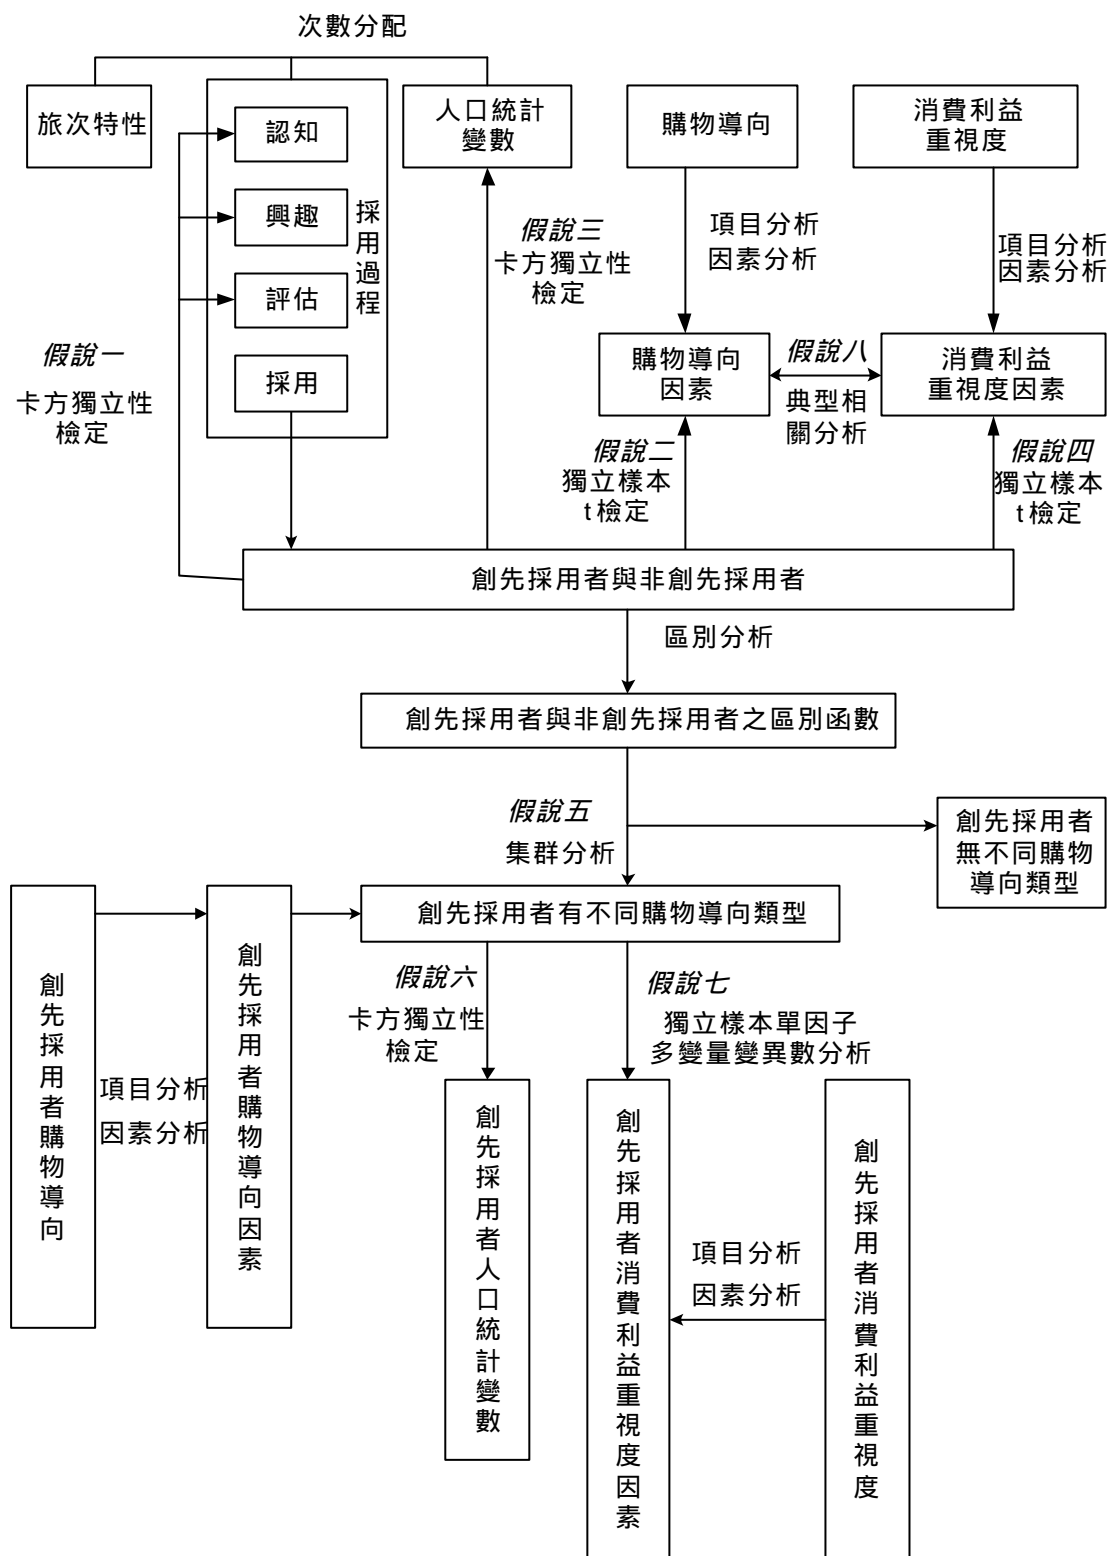 次數分配
旅次特性
認知
興趣
評估
採用
採用過程
人口統計
變數
購物導向
消費利益
重視度
假說一
卡方獨立性
檢定
假說三
卡方獨立性
檢定
項目分析
因素分析
項目分析
因素分析
購物導向
因素
假說八
典型相
關分析
消費利益
重視度因素
假說二
獨立樣本
t檢定
假說四
獨立樣本
t檢定
創先採用者與非創先採用者
區別分析
創先採用者與非創先採用者之區別函數
假說五
集群分析
創先採用者
無不同購物
導向類型
創先採用者有不同購物導向類型
創先採用者購物導向
項目分析
因素分析
創先採用者購物導向因素
假說六
卡方獨立性
檢定
假說七
獨立樣本單因子
多變量變異數分析
創先採用者人口統計變數
創先採用者消費利益重視度因素
項目分析
因素分析
創先採用者消費利益重視度